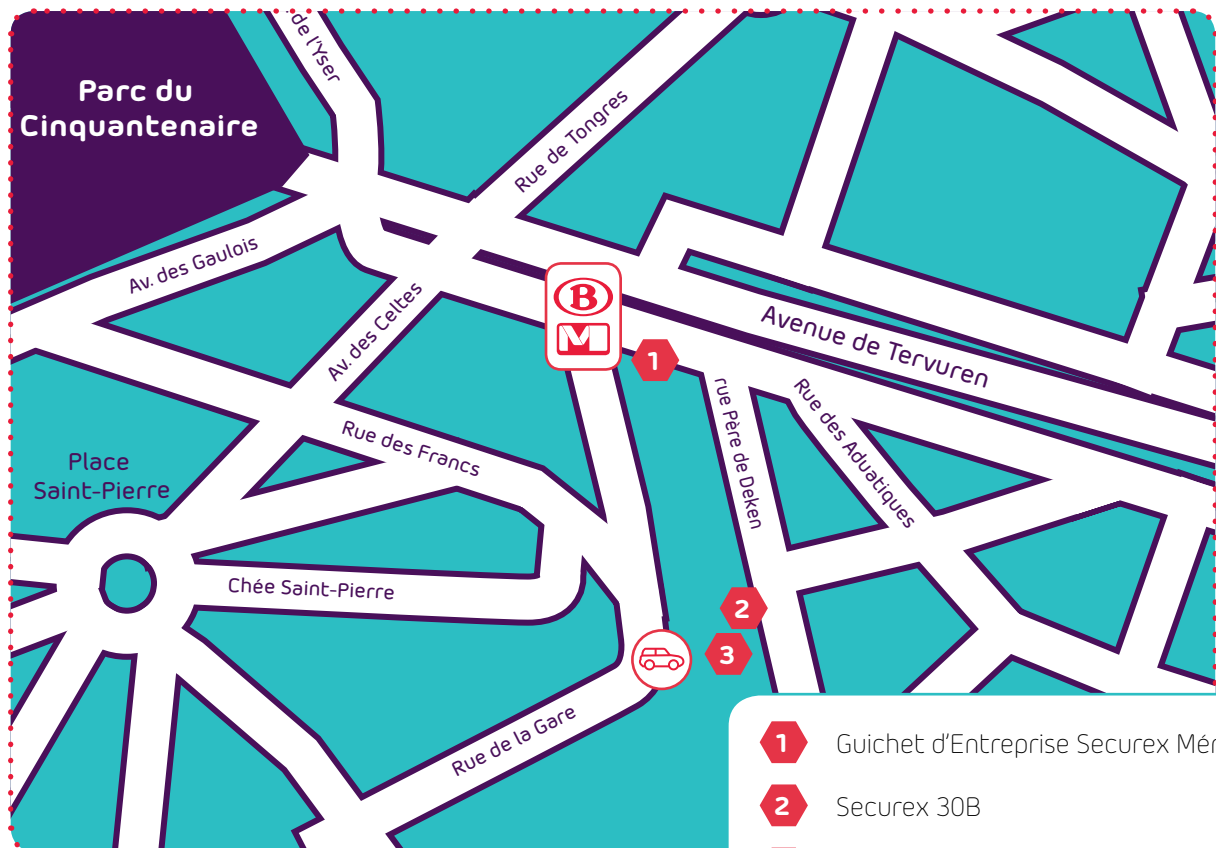 de l'Yser
Parc du
Cinquantenaire
Rue de Tongres
Av. des Gaulois
Av. des Celtes
B
M
1
Avenue de Tervuren
rue Père de Deken
Rue des Aduatiques
Rue des Francs
Place
Saint-Pierre
Chée Saint-Pierre
2
3
Rue de la Gare
1 Guichet d'Entreprise Securex
2 Securex 30B